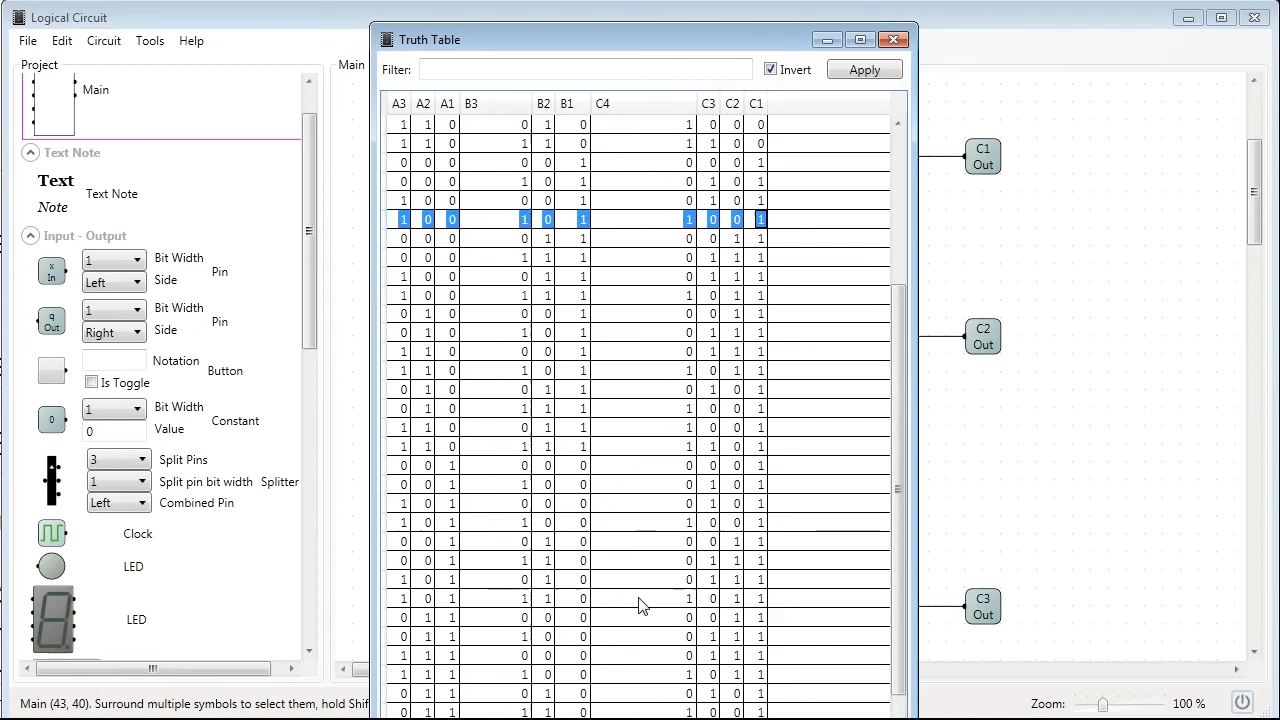 Logical Circuit
File Edit Circuit Tools Help
Project
Main
Text Note
Text
Note
Text Note
Input - Output
x
In
1
Bit Width
Left
Side
Pin
q
Out
1
Bit Width
Right
Side
Pin
Notation
Is Toggle
Button
0
1
Bit Width
0
Value
Constant
3
Split Pins
1
Split pin bit width
Splitter
Left
Combined Pin
Clock
LED
LED
Main (43, 40). Surround multiple symbols to select them, hold Shif
Main
Truth Table
Filter:
Invert
Apply
A3 A2 A1 B3 B2 B1 C4 C3 C2 C1
1 1 0 0 1 0 1 0 0 0
1 1 0 1 1 0 1 1 0 0
0 0 0 0 0 1 0 0 0 1
0 0 0 1 0 1 0 1 0 1
1 0 0 0 0 1 0 1 0 1
1 0 0 1 0 1 1 0 0 1
0 0 0 0 1 1 0 0 1 1
0 0 0 1 1 1 0 1 1 1
1 0 0 0 1 1 0 1 1 1
1 0 0 1 1 1 1 0 1 1
0 1 0 0 0 1 0 0 1 1
0 1 0 1 0 1 0 1 1 1
1 1 0 0 0 1 0 1 1 1
1 1 0 1 0 1 1 0 1 1
0 1 0 0 1 1 0 1 0 1
0 1 0 1 1 1 1 0 0 1
1 1 0 0 1 1 1 0 0 1
1 1 0 1 1 1 1 1 0 1
0 0 1 0 0 0 0 0 0 1
0 0 1 1 0 0 0 1 0 1
1 0 1 0 0 0 0 1 0 1
1 0 1 1 0 0 1 0 0 1
0 0 1 0 1 0 0 0 1 1
0 0 1 1 1 0 0 1 1 1
1 0 1 0 1 0 0 1 1 1
1 0 1 1 1 0 1 0 1 1
0 1 1 0 0 0 0 0 1 1
0 1 1 1 0 0 0 1 1 1
1 1 1 0 0 0 0 1 1 1
1 1 1 1 0 0 1 0 1 1
0 1 1 0 1 0 0 1 0 1
0 1 1 1 1 0 1 0 0 1
C1
Out
C2
Out
C3
Out
Zoom: 100 %